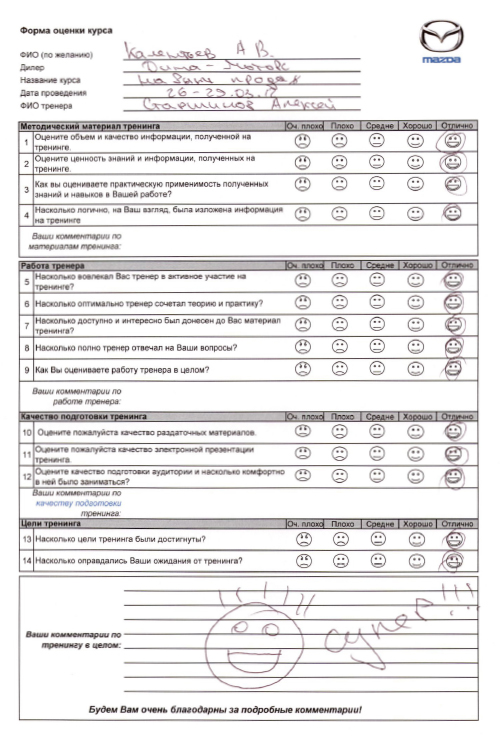 Форма оценки курса
mazda
ФИО (по желанию) Калентьев А В.
Дилер Дина-Моторс
Название курса продаж
Дата проведения 26-29.03.12
ФИО тренера Старшинов Алексей
Методический материал тренинга Оч. плохо Плохо Средне Хорошо Отлично
1 Оцените объем и качество информации, полученной на
тренинге.
2 Оцените ценность знаний и информации, полученных на
тренинге.
3 Как вы оцениваете практическую применимость полученных
знаний и навыков в Вашей работе?
4 Насколько логично, на Ваш взгляд, была изложена информация
на тренинге
Ваши комментарии по
материалам тренинга:
Работа тренера Оч. плохо Плохо Средне Хорошо Отлично
5 Насколько вовлекал Вас тренер в активное участие на
тренинге?
6 Насколько оптимально тренер сочетал теорию и практику?
7 Насколько доступно и интересно был донесен до Вас материал
тренинга?
8 Насколько полно тренер отвечал на Ваши вопросы?
9 Как Вы оцениваете работу тренера в целом?
Ваши комментарии по
работе тренера:
Качество подготовки тренинга Оч. плохо Плохо Средне Хорошо Отлично
10 Оцените пожалуйста качество раздаточных материалов.
11 Оцените пожалуйста качество электронной презентации
тренинга.
12 Оцените качество подготовки аудитории и насколько комфортно
в ней было заниматься?
Ваши комментарии по
качеству подготовки
тренинга:
Цели тренинга Оч. плохо Плохо Средне Хорошо Отлично
13 Насколько цели тренинга были достигнуты?
14 Насколько оправдались Ваши ожидания от тренинга?
Ваши комментарии по
тренингу в целом:
супер!!!
Будем Вам очень благодарны за подробные комментарии!